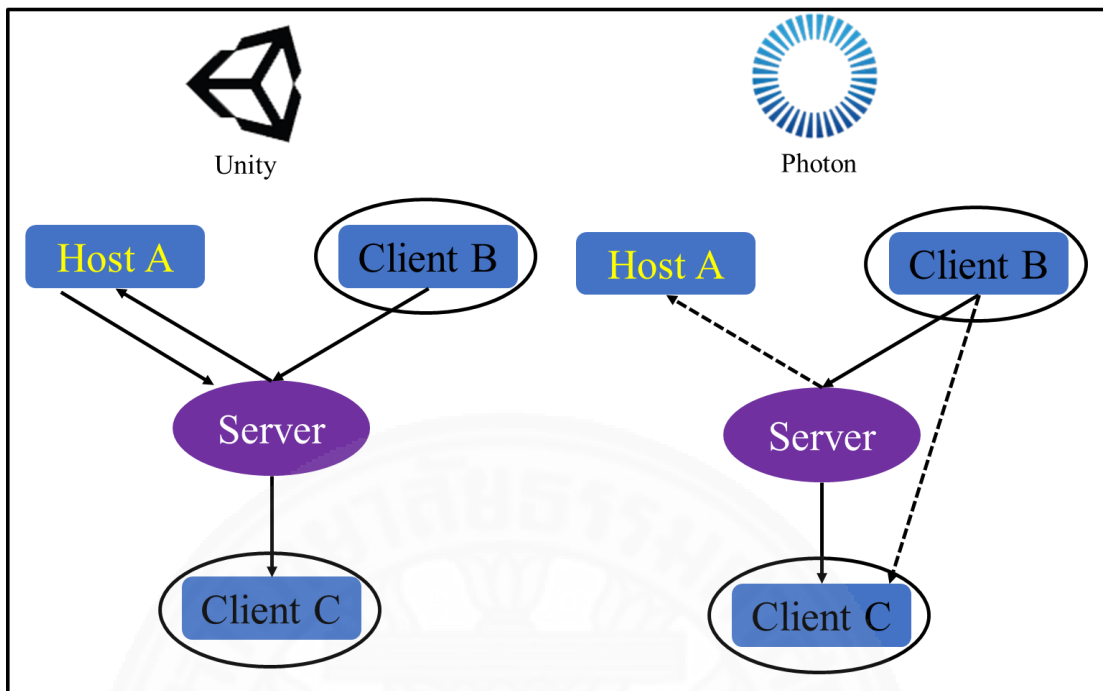 Unity
Photon
Host A
Client B
Host A
Client B
Server
Server
Client C
Client C